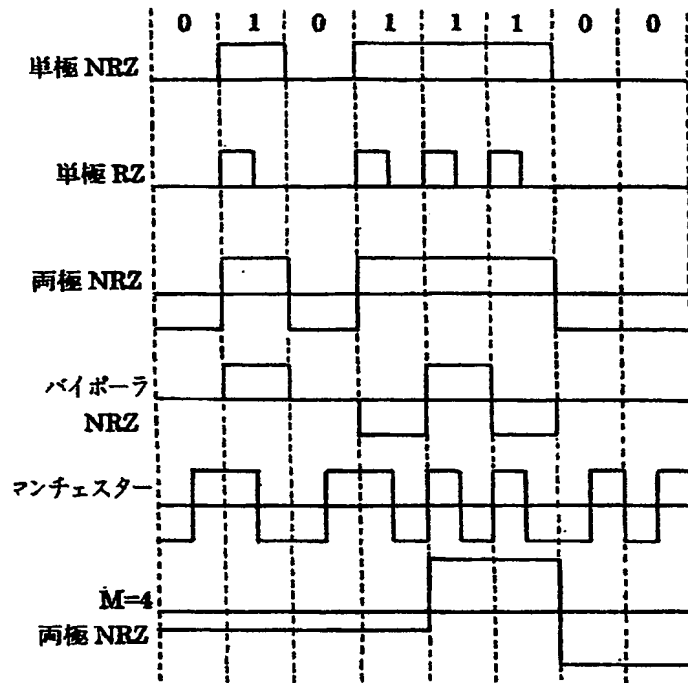 0 1 0 1 1 1 0 0
単極 NRZ
単極 RZ
両極 NRZ
バイポーラ
NRZ
マンチェスター
M=4
両極 NRZ